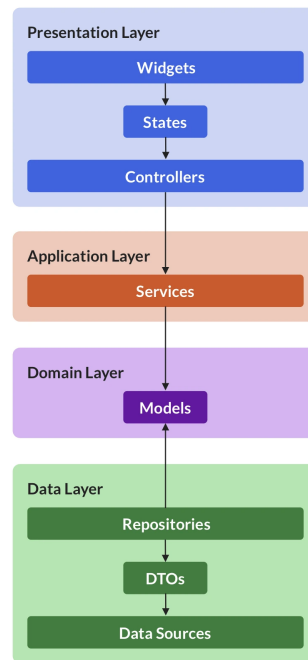 Presentation Layer
Widgets
States
Controllers
Application Layer
Services
Domain Layer
Models
Data Layer
Repositories
DTOs
Data Sources